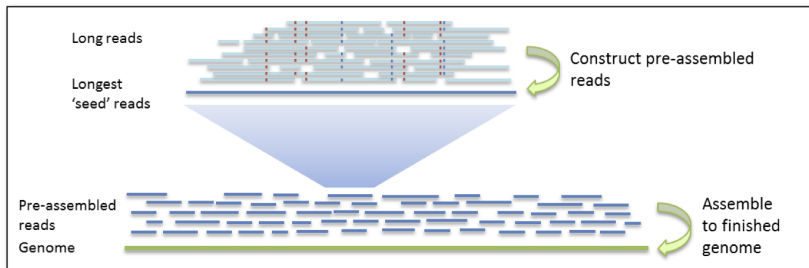 Long reads
Longest
'seed' reads
Construct pre-assembled
reads
Pre-assembled
reads
Genome
Assemble
to finished
genome